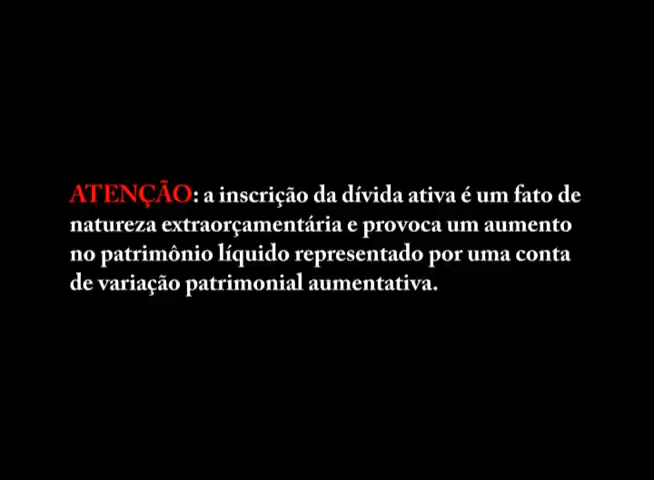 ATENÇÃO: a inscrição da dívida ativa é um fato de
natureza extraorçamentária e provoca um aumento
no patrimônio líquido representado por uma conta
de variação patrimonial aumentativa.